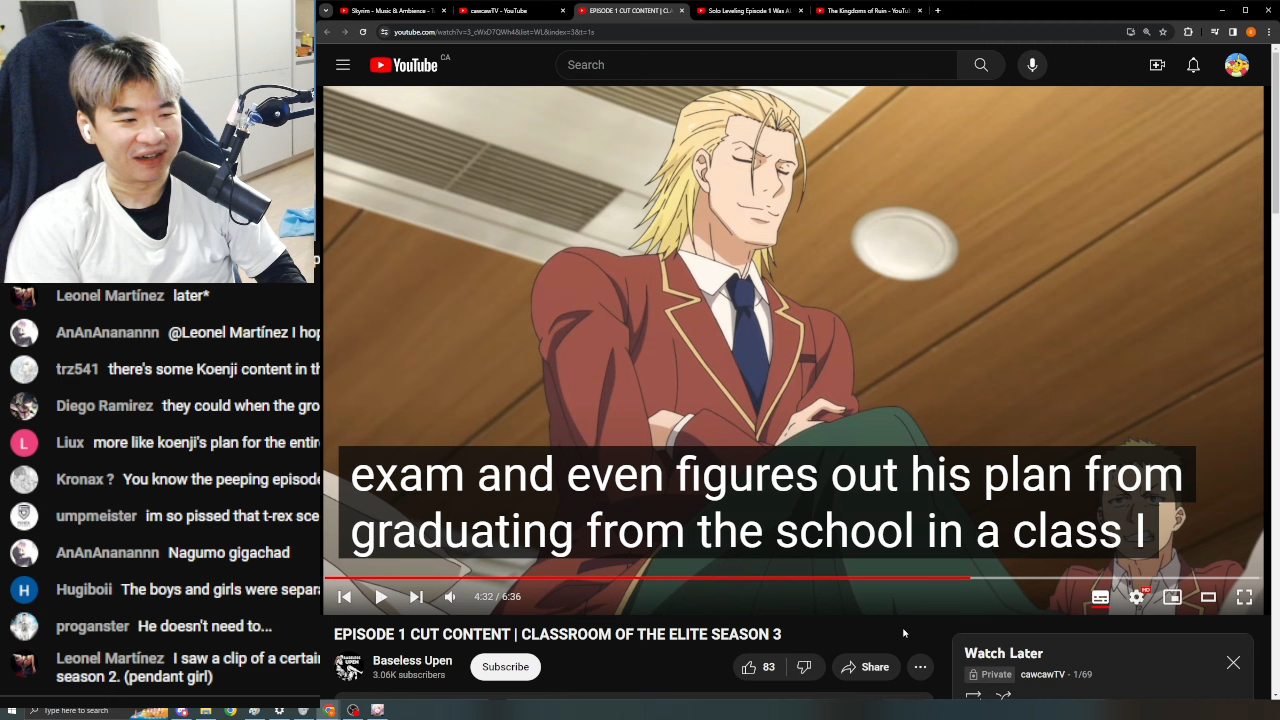 Skyrim - Music & Ambience - T
cawcawTV - YouTube
EPISODE 1 CUT CONTENT | CL
Solo Leveling Episode 1 Was A
The Kingdoms of Ruin - YouTu
youtube.com/watch?v=3_cWxD7QWh4&list=WL&index=3&t=1s
YouTube CA
Search
Leonel Martínez later*
AnAnAnanannn @Leonel Martínez I hop
trz541 there's some Koenji content in th
Diego Ramirez they could when the gro
L
Liux more like koenji's plan for the entir
Kronax ? You know the peeping episode
umpmeister im so pissed that t-rex sce
AnAnAnanannn Nagumo gigachad
H
Hugiboii The boys and girls were separ
proganster He doesn't need to...
Leonel Martínez I saw a clip of a certain
season 2. (pendant girl)
exam and even figures out his plan from
graduating from the school in a class I
4:32 / 6:36
HD
EPISODE 1 CUT CONTENT | CLASSROOM OF THE ELITE SEASON 3
Baseless Upen
3.06K subscribers
Subscribe
83
Share
Watch Later
Private cawcawTV - 1/69
Type here to search